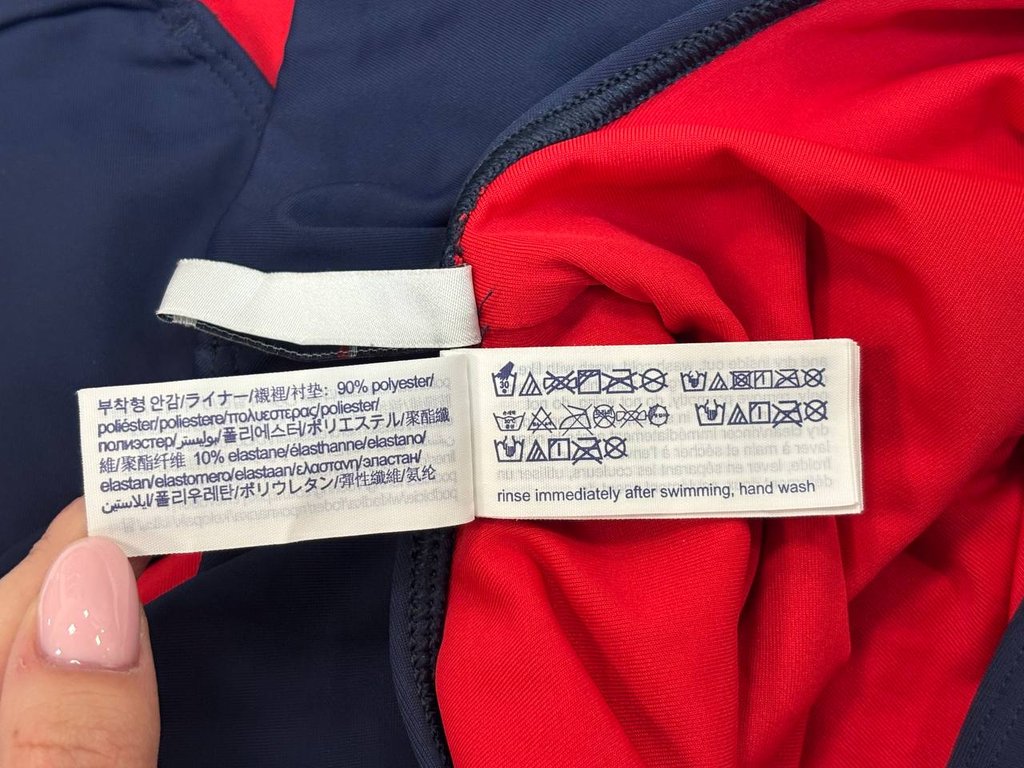 부착형 안감/ライナー/襯裡/衬垫: 90% polyester/
poliéster/poliestere/πολυεστερας/poliester/
полиэстер/بوليستر/폴리에스터/ポリエステル/聚酯纖
維/聚酯纤维 10% elastane/élasthanne/elastano/
elastan/elastomero/elastaan/ελαστανη/эластан/
ايلاستين/폴리우레탄/ポリウレタン/彈性纖維/氨纶
30
rinse immediately after swimming, hand wash